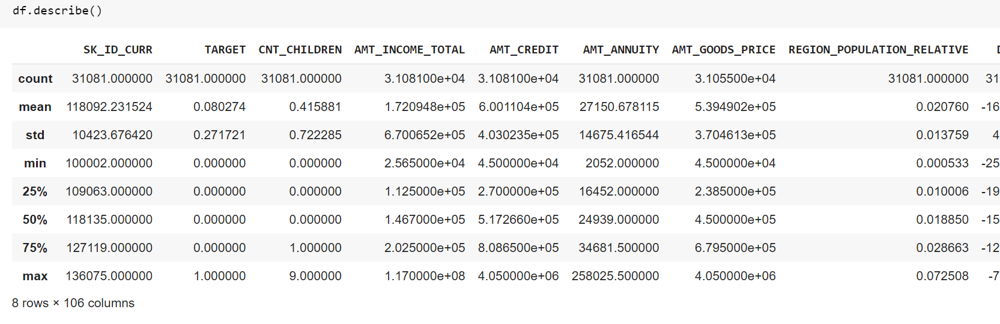 df.describe()
SK_ID_CURR TARGET CNT_CHILDREN AMT_INCOME_TOTAL AMT_CREDIT AMT_ANNUITY AMT_GOODS_PRICE REGION_POPULATION_RELATIVE
count 31081.000000 31081.000000 31081.000000 3.108100e+04 3.108100e+04 31081.000000 3.105500e+04 31081.000000 31
mean 118092.231524 0.080274 0.415881 1.720948e+05 6.001104e+05 27150.678115 5.394902e+05 0.020760 -16
std 10423.676420 0.271721 0.722285 6.700652e+05 4.030235e+05 14675.416544 3.704613e+05 0.013759 4
min 100002.000000 0.000000 0.000000 2.565000e+04 4.500000e+04 2052.000000 4.500000e+04 0.000533 -25
25% 109063.000000 0.000000 0.000000 1.125000e+05 2.700000e+05 16452.000000 2.385000e+05 0.010006 -19
50% 118135.000000 0.000000 0.000000 1.467000e+05 5.172660e+05 24939.000000 4.500000e+05 0.018850 -15
75% 127119.000000 0.000000 1.000000 2.025000e+05 8.086500e+05 34681.500000 6.795000e+05 0.028663 -12
max 136075.000000 1.000000 9.000000 1.170000e+08 4.050000e+06 258025.500000 4.050000e+06 0.072508 -7
8 rows × 106 columns